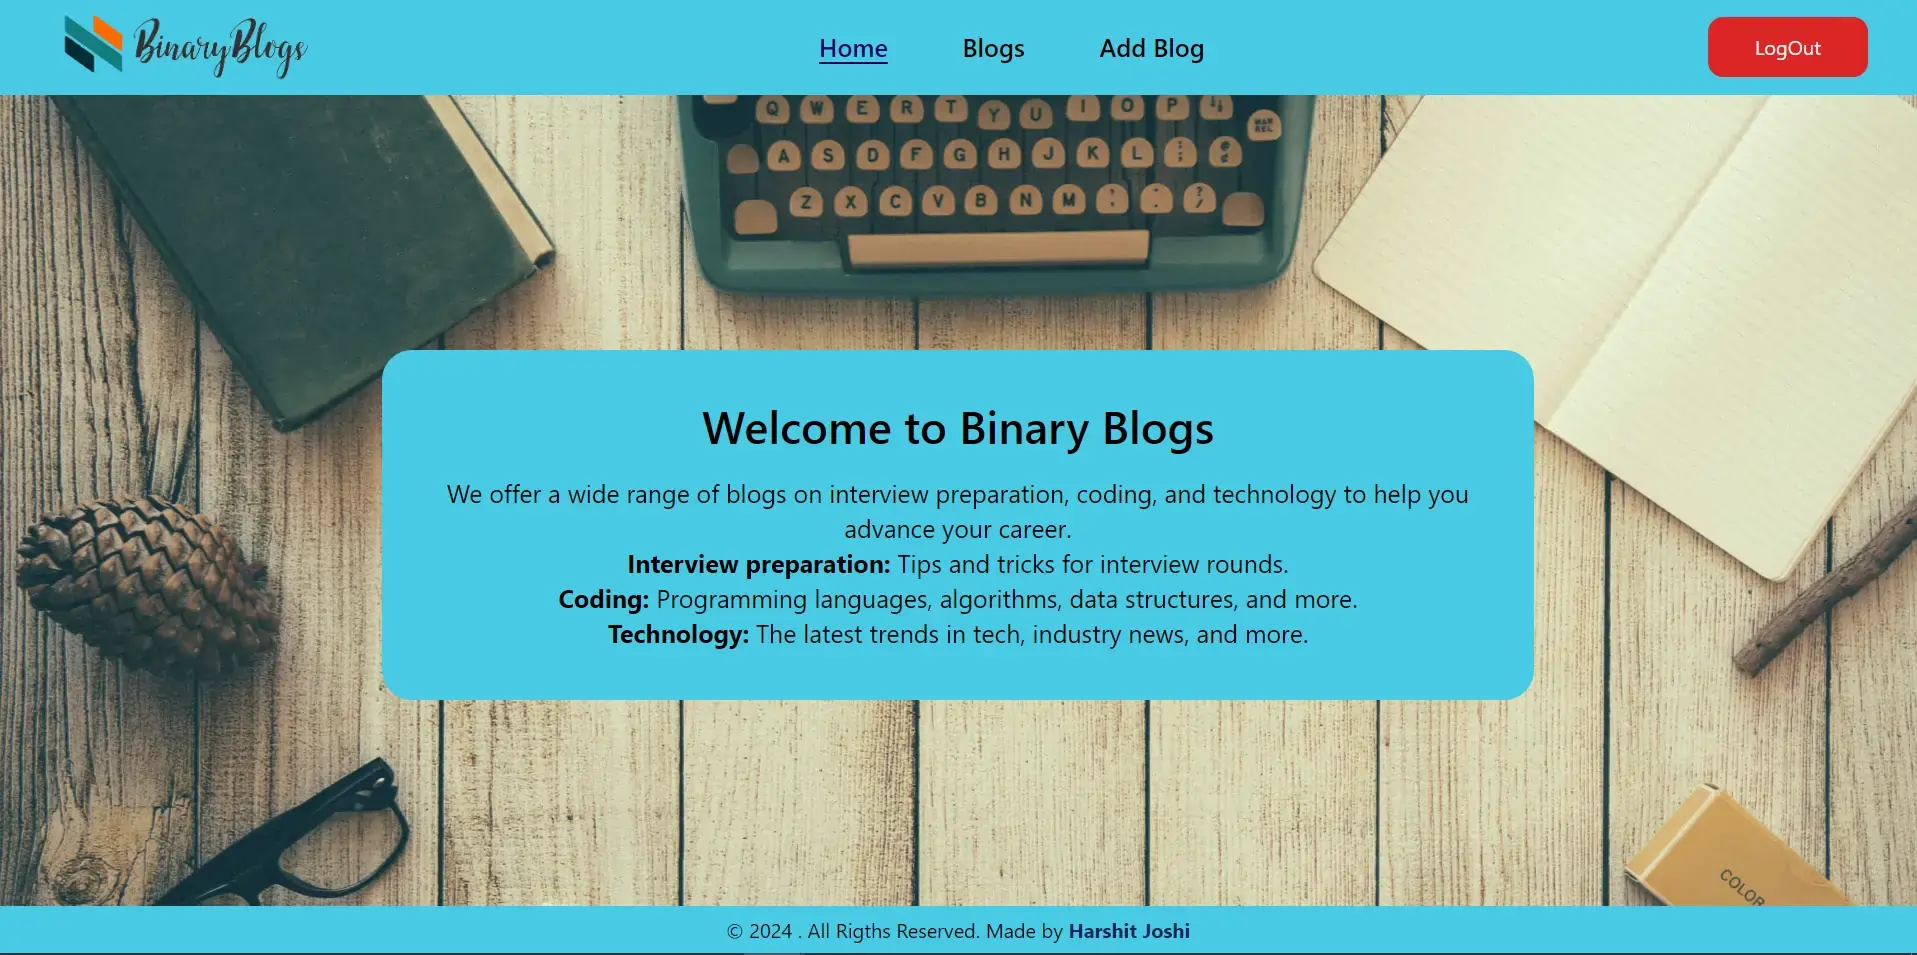 BinaryBlogs
Home
Blogs
Add Blog
LogOut
Q W E R T Y U I O P
MAR REL
A S D F G H J K L
Z X C V B N M
Welcome to Binary Blogs
We offer a wide range of blogs on interview preparation, coding, and technology to help you
advance your career.
Interview preparation: Tips and tricks for interview rounds.
Coding: Programming languages, algorithms, data structures, and more.
Technology: The latest trends in tech, industry news, and more.
COLOR
© 2024 . All Rigths Reserved. Made by Harshit Joshi